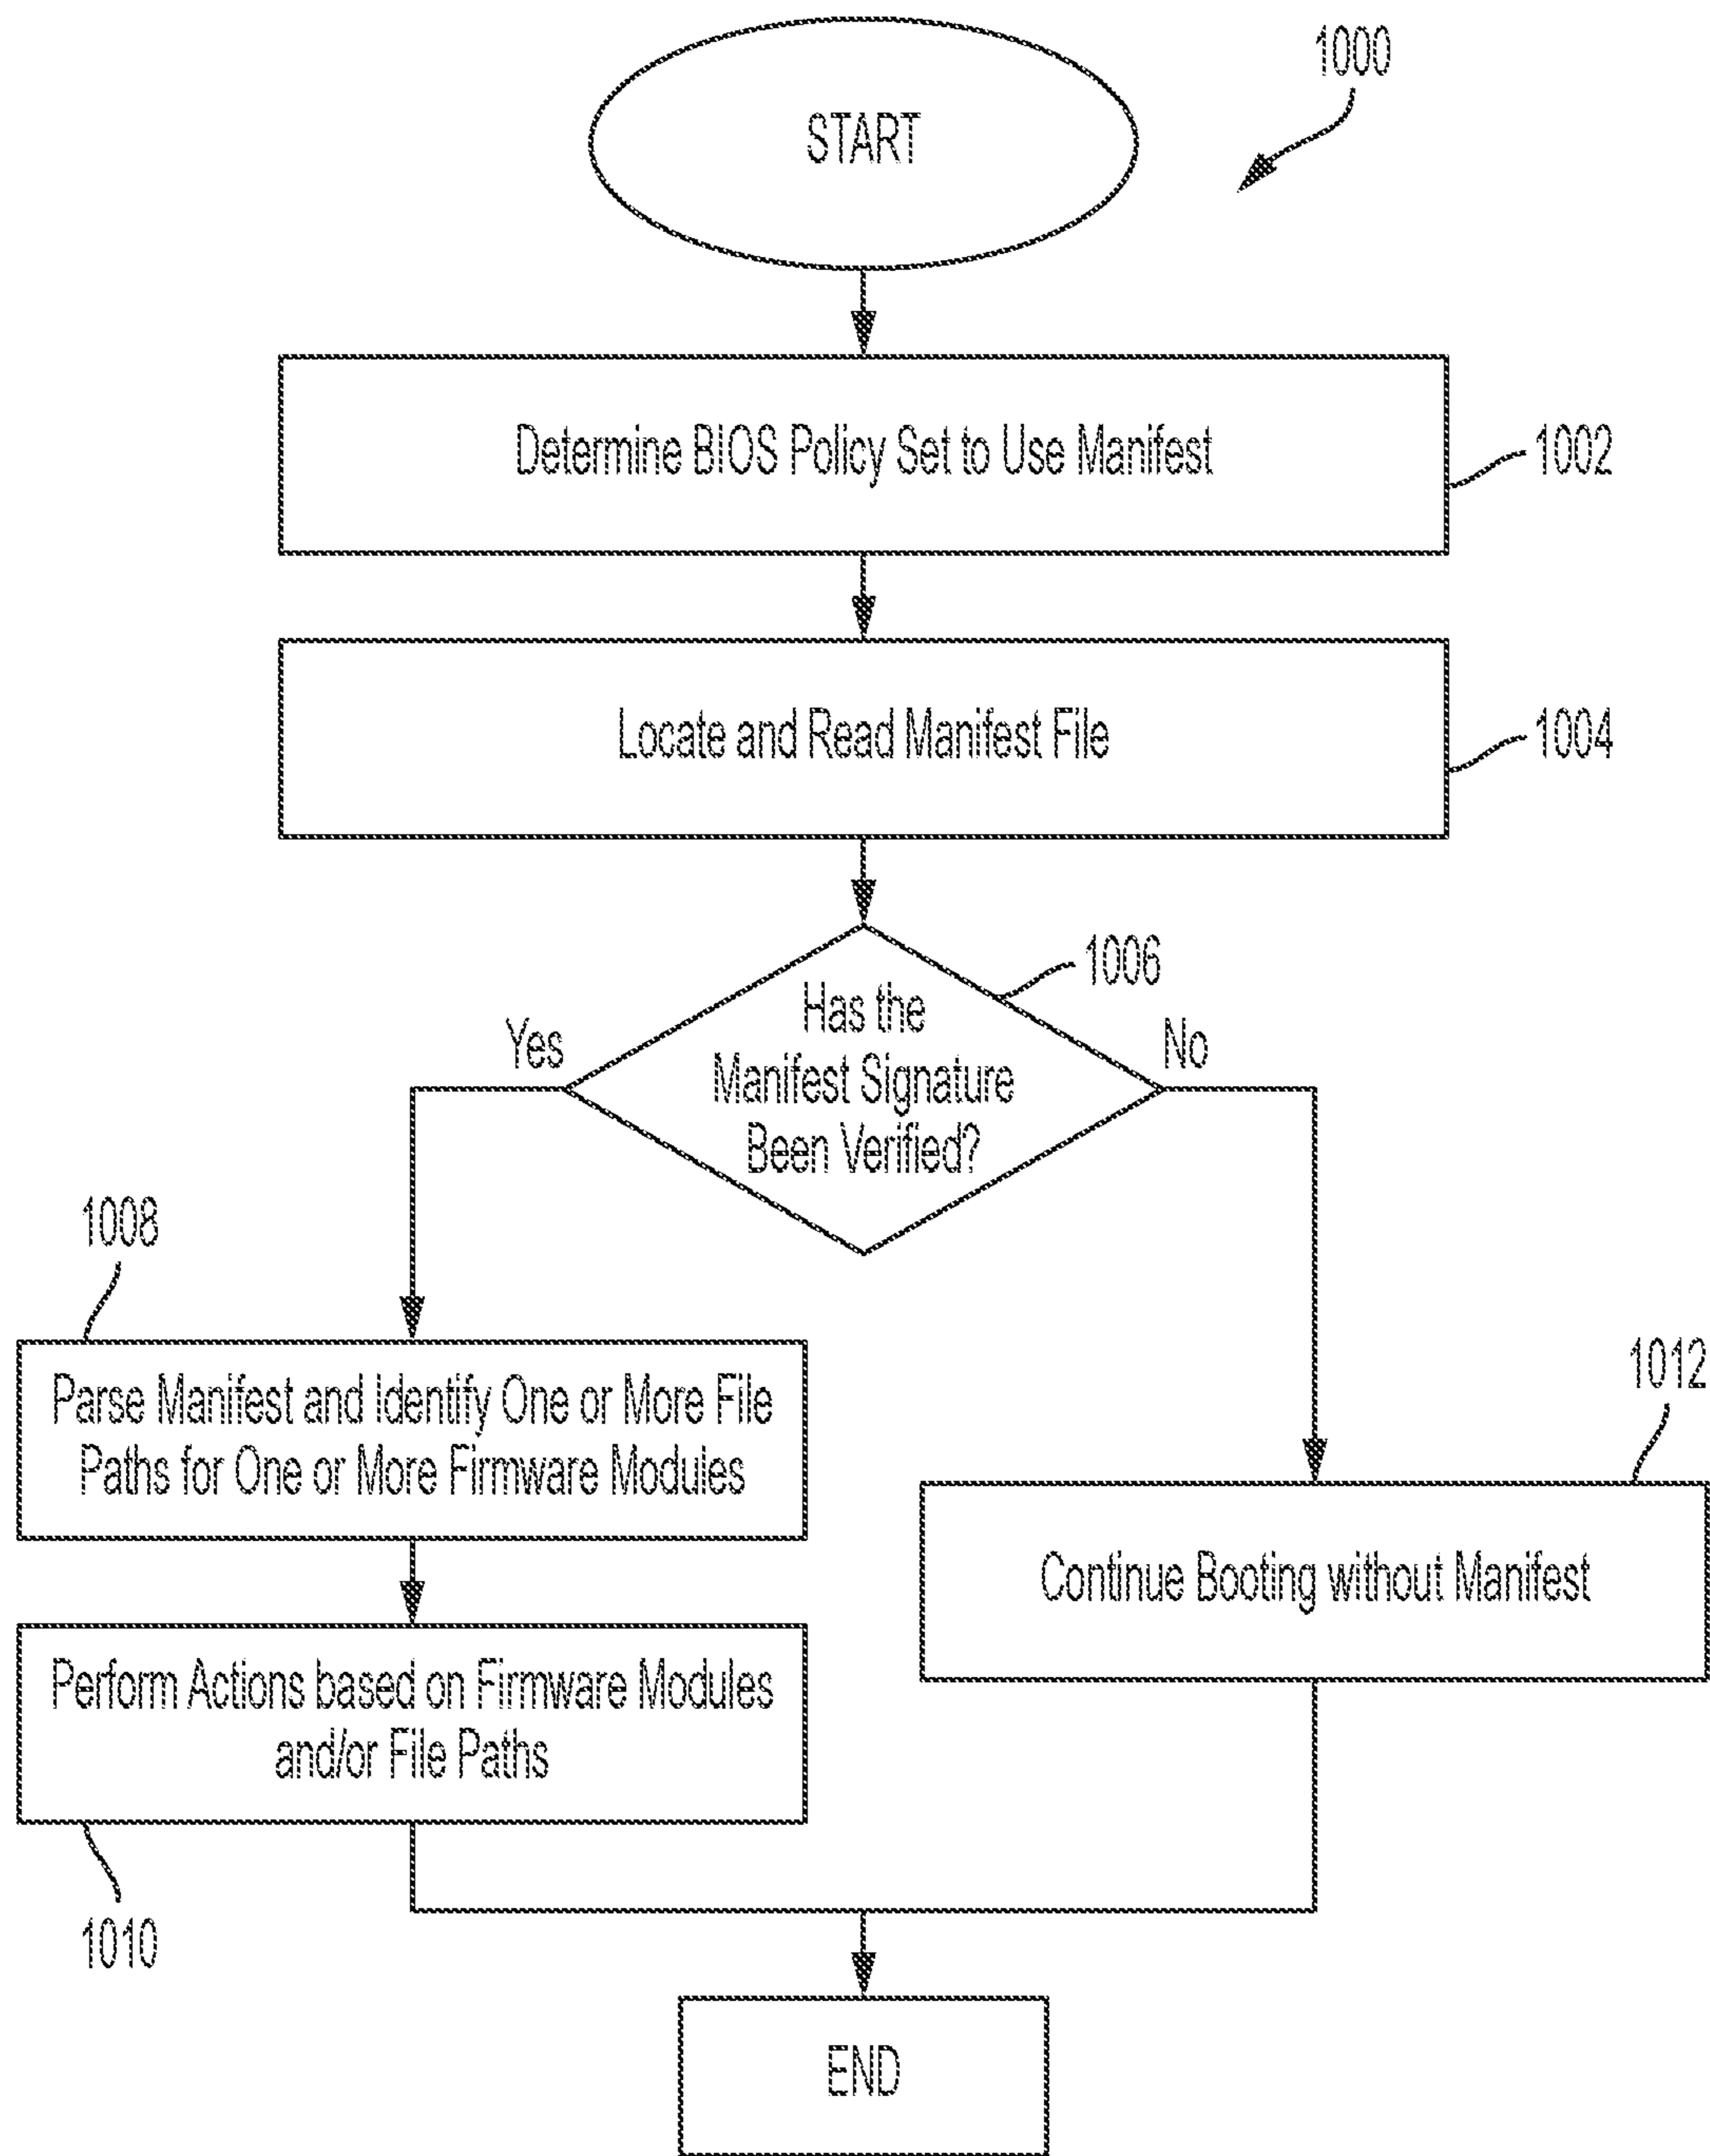 START
1000
Determine BIOS Policy Set to Use Manifest
1002
Locate and Read Manifest File
1004
1006
Has the
Manifest Signature
Been Verified?
Yes
No
1008
Parse Manifest and Identify One or More File
Paths for One or More Firmware Modules
1012
Continue Booting without Manifest
Perform Actions based on Firmware Modules
and/or File Paths
1010
END